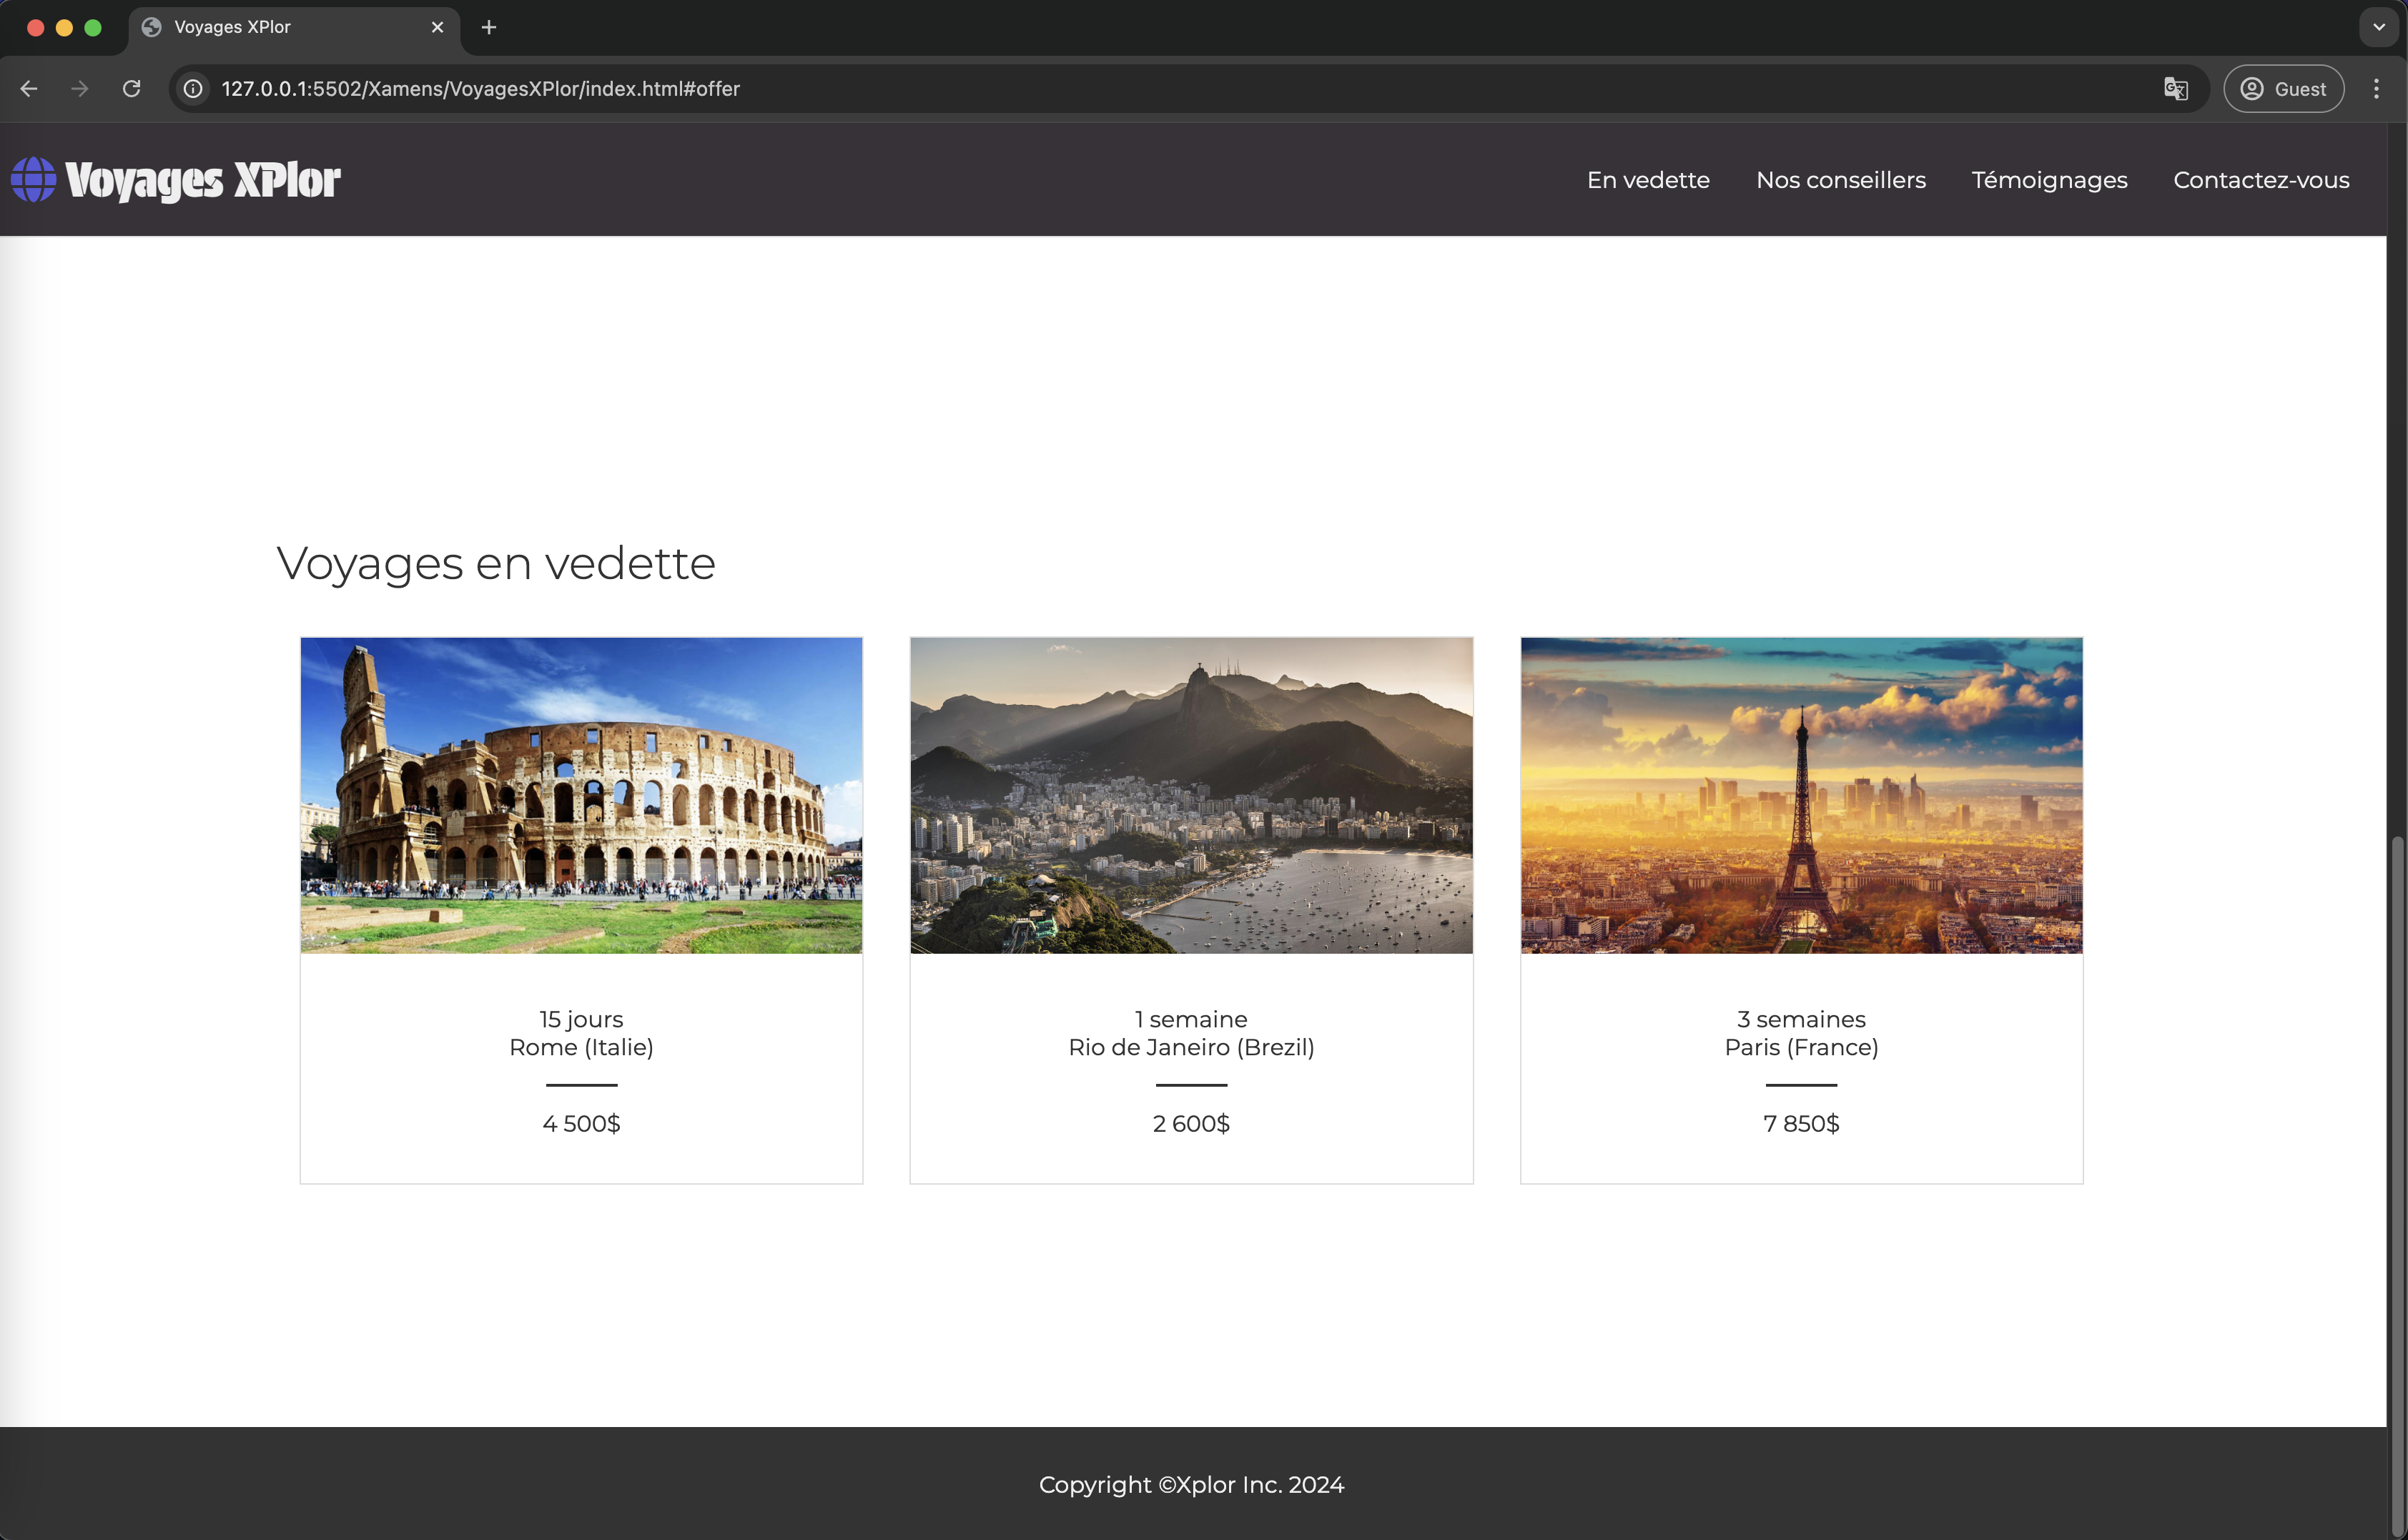 Voyages XPlor
127.0.0.1:5502/Xamens/VoyagesXPlor/index.html#offer
Guest
Voyages XPlor
En vedette
Nos conseillers
Témoignages
Contactez-vous
Voyages en vedette
15 jours
Rome (Italie)
4 500$
1 semaine
Rio de Janeiro (Brezil)
2 600$
3 semaines
Paris (France)
7 850$
Copyright ©Xplor Inc. 2024